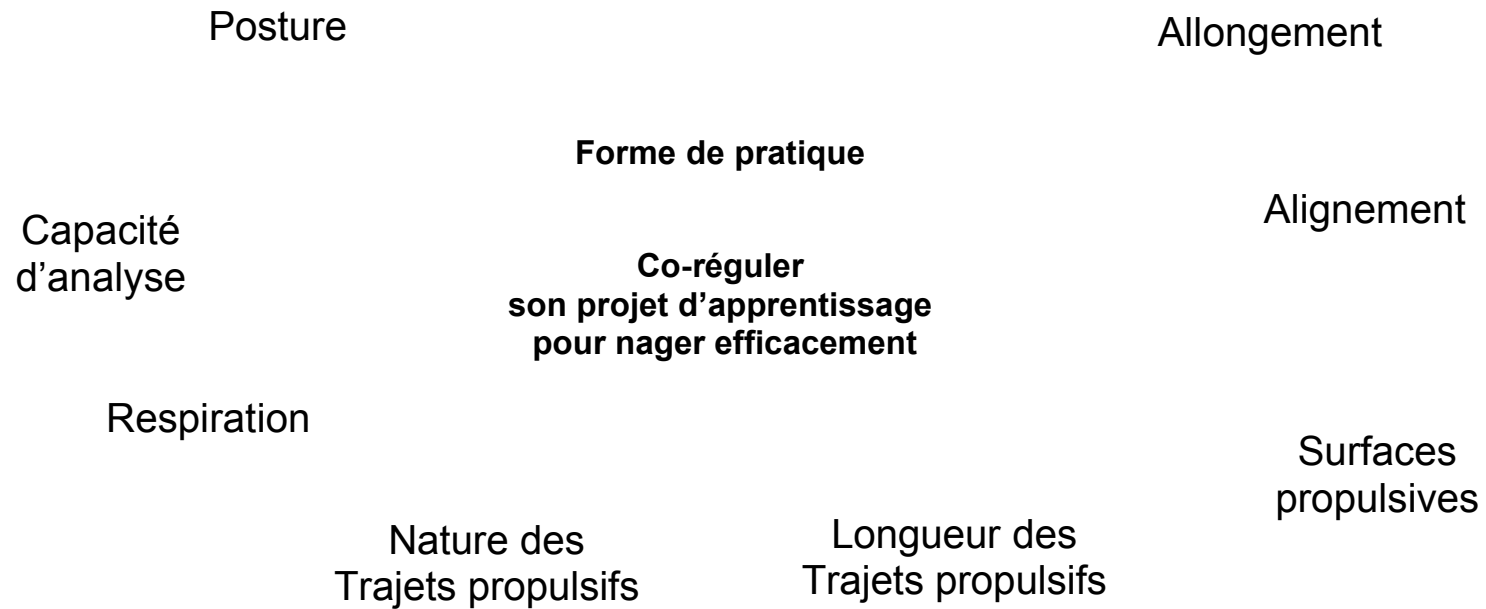 Posture
Allongement
Forme de pratique
Alignement
Capacité
d'analyse
Co-réguler
son projet d'apprentissage
pour nager efficacement
Respiration
Surfaces
propulsives
Nature des
Trajets propulsifs
Longueur des
Trajets propulsifs